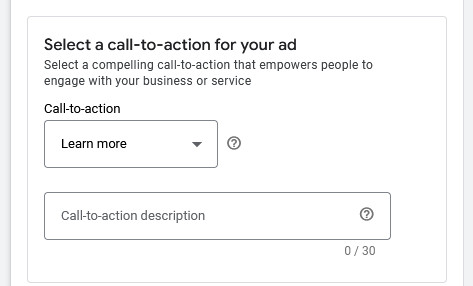 Select a call-to-action for your ad
Select a compelling call-to-action that empowers people to
engage with your business or service
Call-to-action
Learn more
Call-to-action description
0 / 30